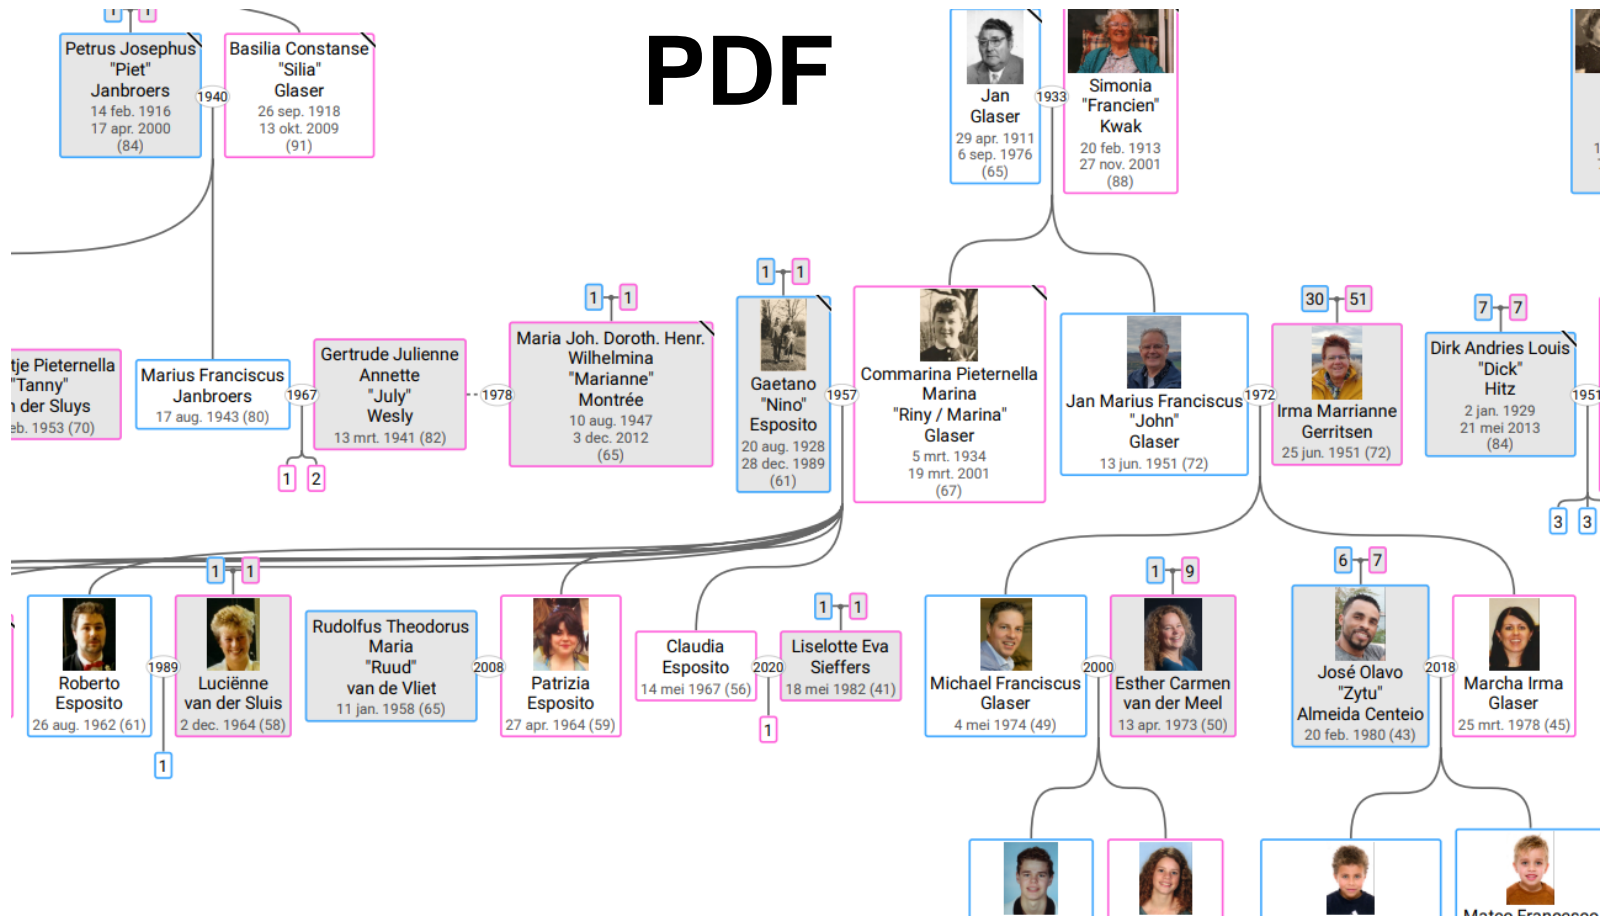 1 1
Petrus Josephus
"Piet"
Janbroers
14 feb. 1916
17 apr. 2000
(84)
1940
Basilia Constanse
"Silia"
Glaser
26 sep. 1918
13 okt. 2009
(91)
PDF
Jan
Glaser
29 apr. 1911
6 sep. 1976
(65)
1933
Simonia
"Francien"
Kwak
20 feb. 1913
27 nov. 2001
(88)
tje Pieternella
"Tanny"
der Sluys
eb. 1953 (70)
Marius Franciscus
Janbroers
17 aug. 1943 (80)
1967
1 2
Gertrude Julienne
Annette
"July"
Wesly
13 mrt. 1941 (82)
1978
1 1
Maria Joh. Doroth. Henr.
Wilhelmina
"Marianne"
Montrée
10 aug. 1947
3 dec. 2012
(65)
1 1
Gaetano
"Nino"
Esposito
20 aug. 1928
28 dec. 1989
(61)
1957
Commarina Pieternella
Marina
"Riny / Marina"
Glaser
5 mrt. 1934
19 mrt. 2001
(67)
Jan Marius Franciscus
"John"
Glaser
13 jun. 1951 (72)
1972
30 51
Irma Marrianne
Gerritsen
25 jun. 1951 (72)
7 7
Dirk Andries Louis
"Dick"
Hitz
2 jan. 1929
21 mei 2013
(84)
1951
3 3
Roberto
Esposito
26 aug. 1962 (61)
1989
1
1 1
Luciënne
van der Sluis
2 dec. 1964 (58)
Rudolfus Theodorus
Maria
"Ruud"
van de Vliet
11 jan. 1958 (65)
2008
Patrizia
Esposito
27 apr. 1964 (59)
Claudia
Esposito
14 mei 1967 (56)
2020
1
1 1
Liselotte Eva
Sieffers
18 mei 1982 (41)
Michael Franciscus
Glaser
4 mei 1974 (49)
2000
1 9
Esther Carmen
van der Meel
13 apr. 1973 (50)
6 7
José Olavo
"Zytu"
Almeida Centeio
20 feb. 1980 (43)
2018
Marcha Irma
Glaser
25 mrt. 1978 (45)
Mateo Francesco